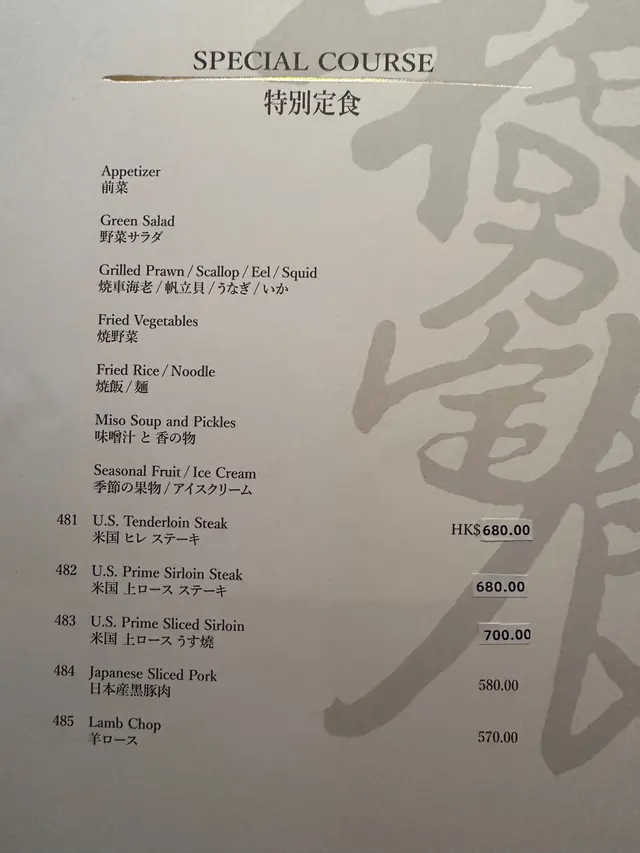 SPECIAL COURSE
特別定食
Appetizer
前菜
Green Salad
野菜サラダ
Grilled Prawn / Scallop / Eel / Squid
焼車海老 / 帆立貝 / うなぎ / いか
Fried Vegetables
焼野菜
Fried Rice / Noodle
焼飯 / 麺
Miso Soup and Pickles
味噌汁 と 香の物
Seasonal Fruit / Ice Cream
季節の果物 / アイスクリーム
481 U.S. Tenderloin Steak HK$680.00
米国 ヒレ ステーキ
482 U.S. Prime Sirloin Steak 680.00
米国 上ロース ステーキ
483 U.S. Prime Sliced Sirloin 700.00
米国 上ロース うす焼
484 Japanese Sliced Pork 580.00
日本産黒豚肉
485 Lamb Chop 570.00
羊ロース